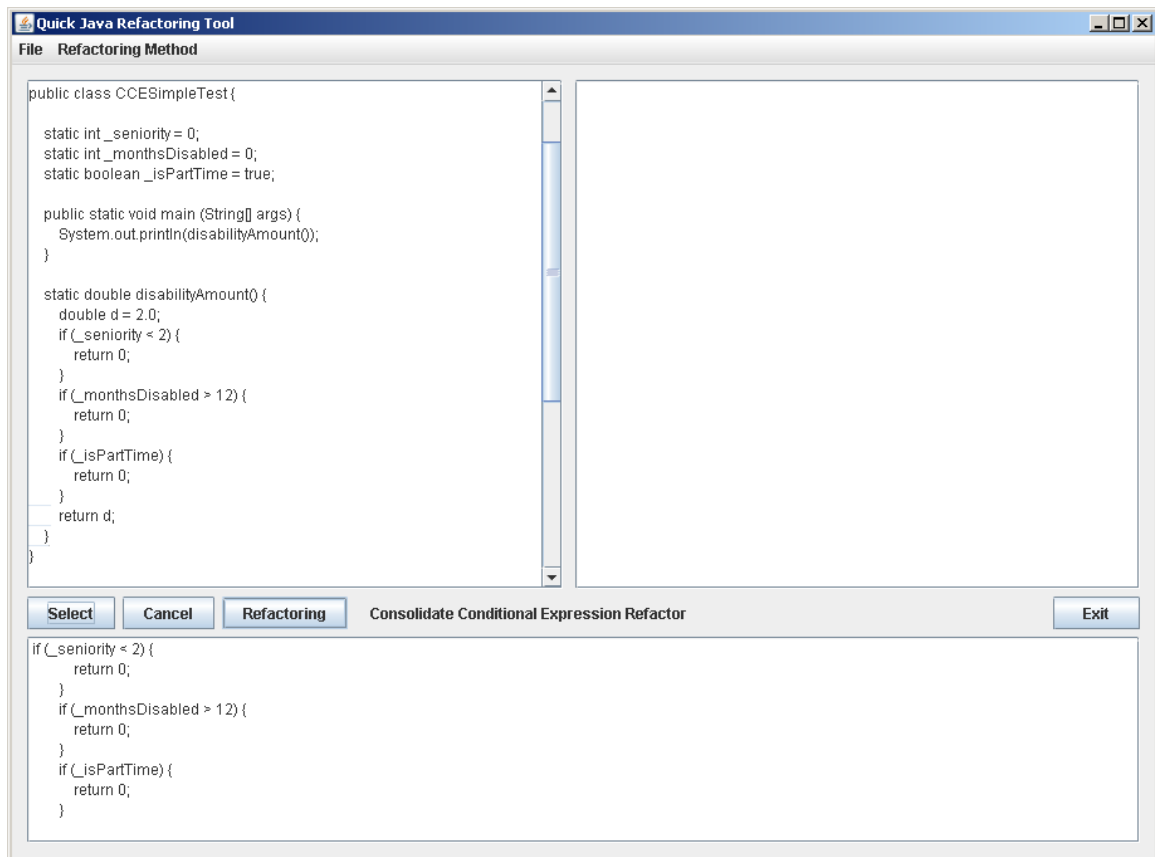 Quick Java Refactoring Tool
File Refactoring Method
public class CCESimpleTest {
static int _seniority = 0;
static int _monthsDisabled = 0;
static boolean _isPartTime = true;
public static void main (String[] args) {
System.out.println(disabilityAmount());
}
static double disabilityAmount() {
double d = 2.0;
if (_seniority < 2) {
return 0;
}
if (_monthsDisabled > 12) {
return 0;
}
if (_isPartTime) {
return 0;
}
return d;
}
}
Select Cancel Refactoring Consolidate Conditional Expression Refactor Exit
if (_seniority < 2) {
return 0;
}
if (_monthsDisabled > 12) {
return 0;
}
if (_isPartTime) {
return 0;
}